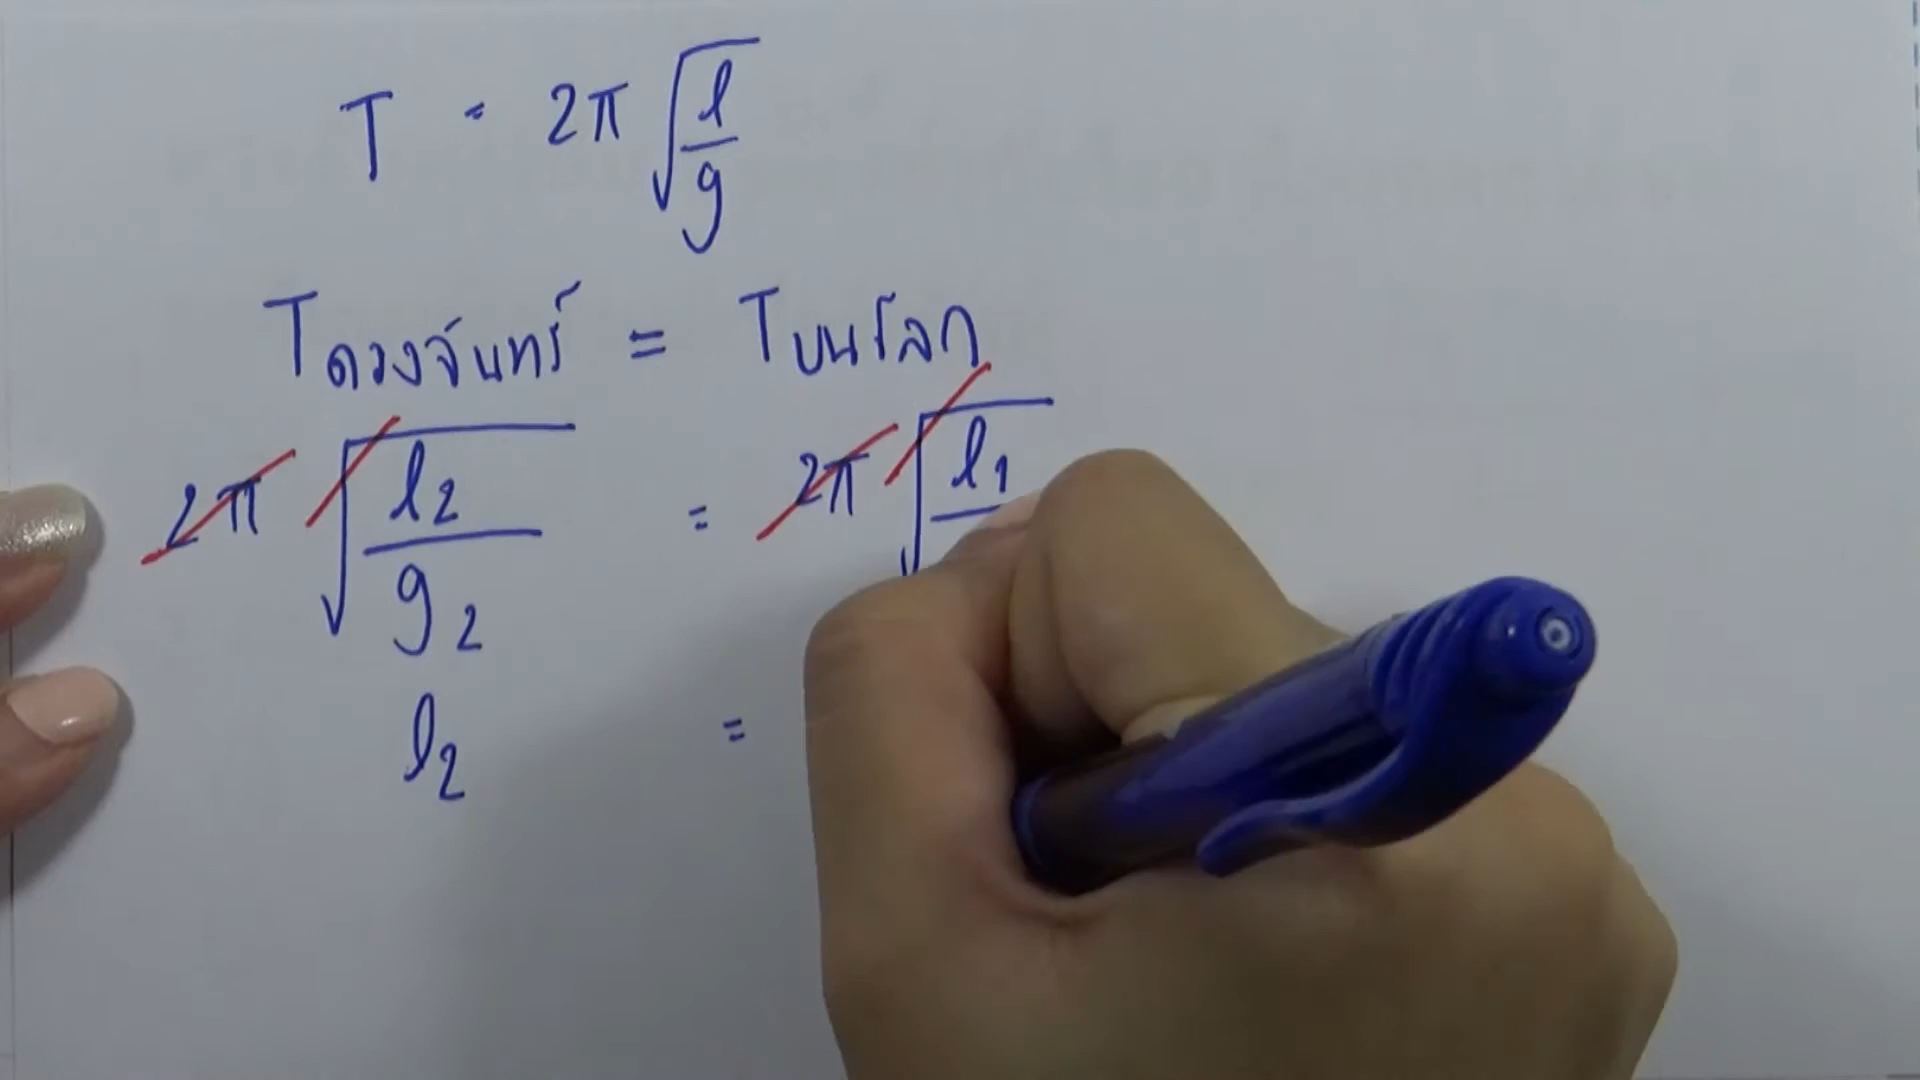 T = 2π √(l/g)
Tดวงจันทร์ = Tบนโลก
2π √(l2/g2) = 2π √(l1
l2 =